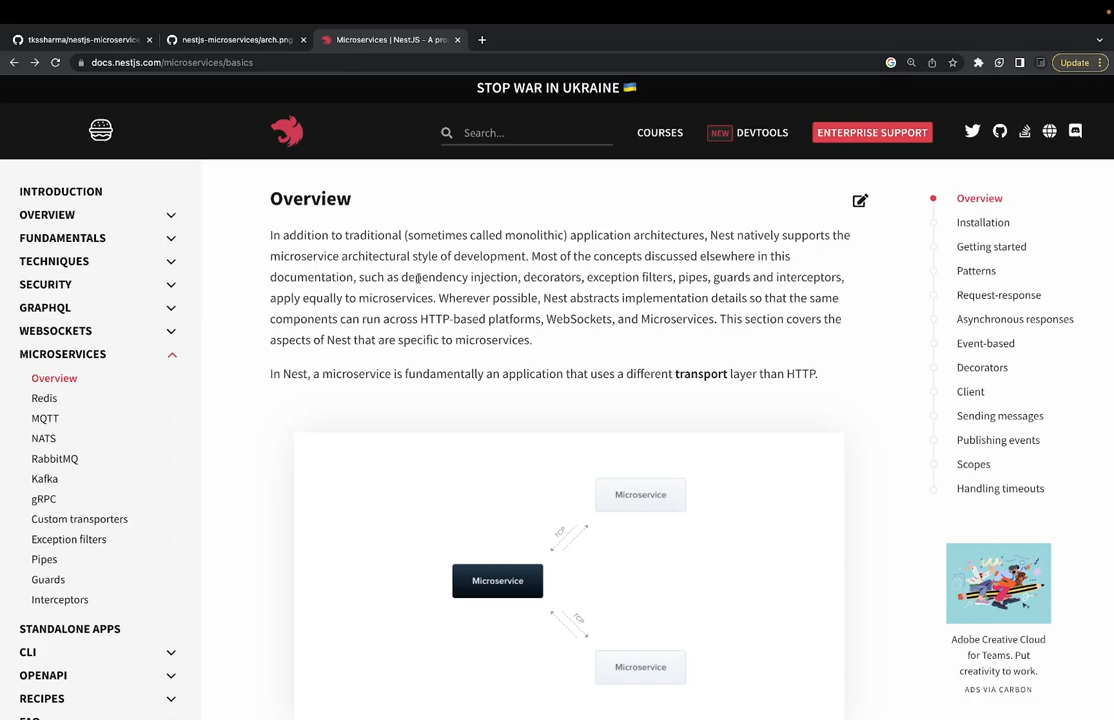 tkssharma/nestjs-microservic
nestjs-microservices/arch.png
Microservices | NestJS - A pro
docs.nestjs.com/microservices/basics
Update
STOP WAR IN UKRAINE 🇺🇦
Search...
COURSES
NEW DEVTOOLS
ENTERPRISE SUPPORT
INTRODUCTION
OVERVIEW
FUNDAMENTALS
TECHNIQUES
SECURITY
GRAPHQL
WEBSOCKETS
MICROSERVICES
Overview
Redis
MQTT
NATS
RabbitMQ
Kafka
gRPC
Custom transporters
Exception filters
Pipes
Guards
Interceptors
STANDALONE APPS
CLI
OPENAPI
RECIPES
FAQ
Overview
In addition to traditional (sometimes called monolithic) application architectures, Nest natively supports the
microservice architectural style of development. Most of the concepts discussed elsewhere in this
documentation, such as dependency injection, decorators, exception filters, pipes, guards and interceptors,
apply equally to microservices. Wherever possible, Nest abstracts implementation details so that the same
components can run across HTTP-based platforms, WebSockets, and Microservices. This section covers the
aspects of Nest that are specific to microservices.
In Nest, a microservice is fundamentally an application that uses a different transport layer than HTTP.
Microservice
TCP
Microservice
TCP
Microservice
Overview
Installation
Getting started
Patterns
Request-response
Asynchronous responses
Event-based
Decorators
Client
Sending messages
Publishing events
Scopes
Handling timeouts
Adobe Creative Cloud
for Teams. Put
creativity to work.
ADS VIA CARBON